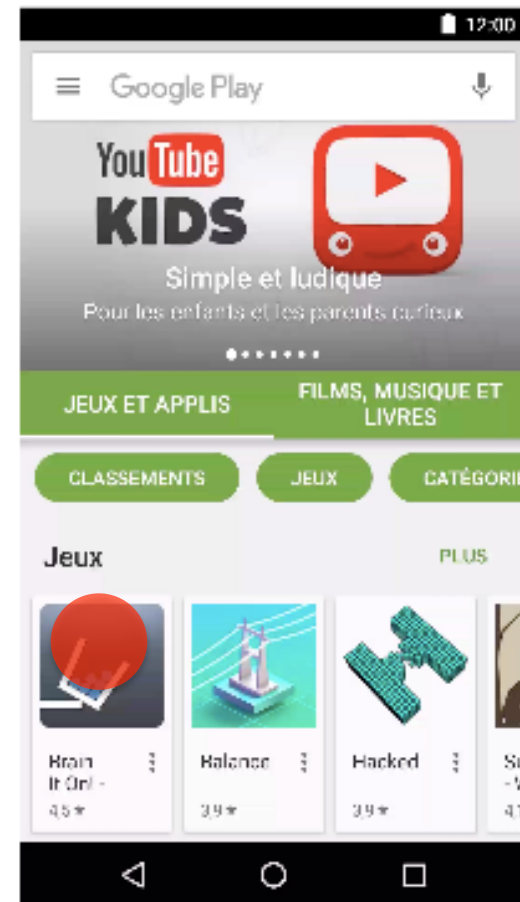 12:00
Google Play
YouTube
KIDS
Simple et ludique
Pour les enfants et les parents curieux
JEUX ET APPLIS
FILMS, MUSIQUE ET
LIVRES
CLASSEMENTS
JEUX
CATÉGORIE
Jeux
PLUS
Brain
It On! -
4,5 ★
Balance
3,9 ★
Hacked
3,9 ★